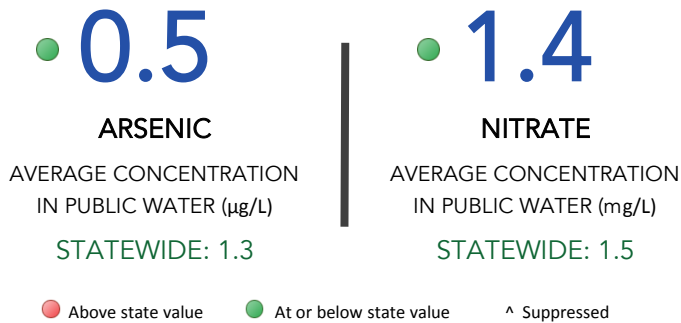 0.5
ARSENIC
AVERAGE CONCENTRATION
IN PUBLIC WATER (µg/L)
STATEWIDE: 1.3
1.4
NITRATE
AVERAGE CONCENTRATION
IN PUBLIC WATER (mg/L)
STATEWIDE: 1.5
Above state value
At or below state value
^ Suppressed